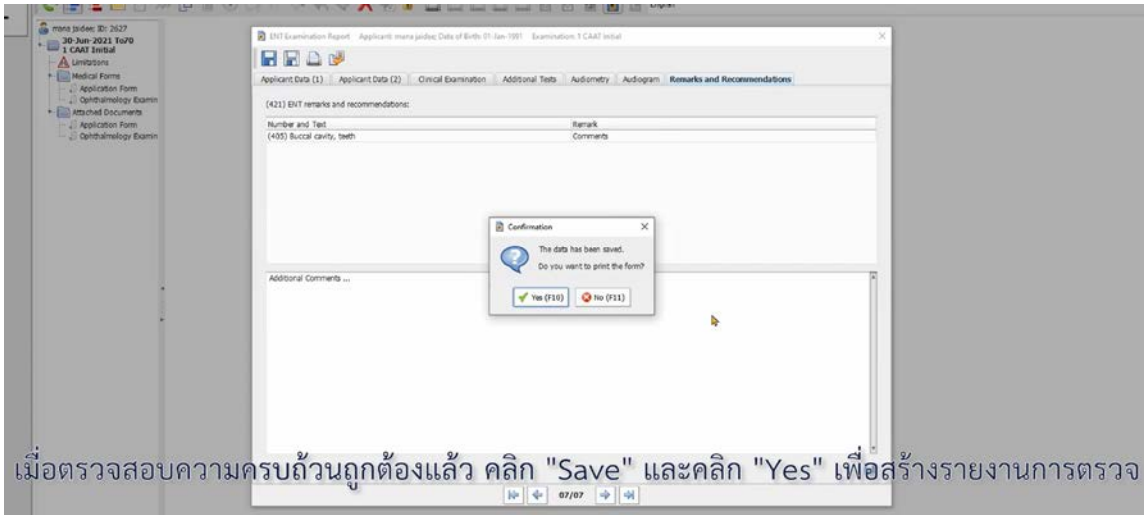 English
mana jaidee; ID: 2627
30-Jun-2021 To70
1 CAAT Initial
Limitations
Medical Forms
Application Form
Ophthalmology Examin
Attached Documents
Application Form
Ophthalmology Examin
ENT Examination Report Applicant: mana jaidee; Date of Birth: 01-Jan-1991 Examination: 1 CAAT Initial
Applicant Data (1) Applicant Data (2) Clinical Examination Additional Tests Audiometry Audiogram Remarks and Recommendations
(421) ENT remarks and recommendations:
Number and Text Remark
(405) Buccal cavity, teeth Comments
Confirmation
The data has been saved.
Do you want to print the form?
Yes (F10) No (F11)
Additional Comments ...
เมื่อตรวจสอบความครบถ้วนถูกต้องแล้ว คลิก "Save" และคลิก "Yes" เพื่อสร้างรายงานการตรวจ
07/07